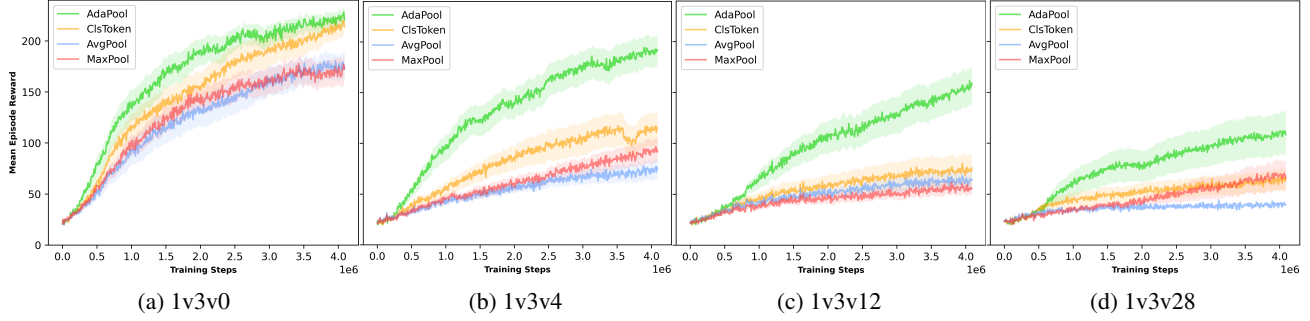 Mean Episode Reward
200
150
100
50
0
AdaPool
ClsToken
AvgPool
MaxPool
0.0 0.5 1.0 1.5 2.0 2.5 3.0 3.5 4.0
Training Steps
1e6
(a) 1v3v0
AdaPool
ClsToken
AvgPool
MaxPool
0.0 0.5 1.0 1.5 2.0 2.5 3.0 3.5 4.0
Training Steps
1e6
(b) 1v3v4
AdaPool
ClsToken
AvgPool
MaxPool
0.0 0.5 1.0 1.5 2.0 2.5 3.0 3.5 4.0
Training Steps
1e6
(c) 1v3v12
AdaPool
ClsToken
AvgPool
MaxPool
0.0 0.5 1.0 1.5 2.0 2.5 3.0 3.5 4.0
Training Steps
1e6
(d) 1v3v28